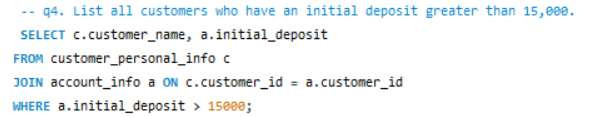 -- q4. List all customers who have an initial deposit greater than 15,000.
SELECT c.customer_name, a.initial_deposit
FROM customer_personal_info c
JOIN account_info a ON c.customer_id = a.customer_id
WHERE a.initial_deposit > 15000;